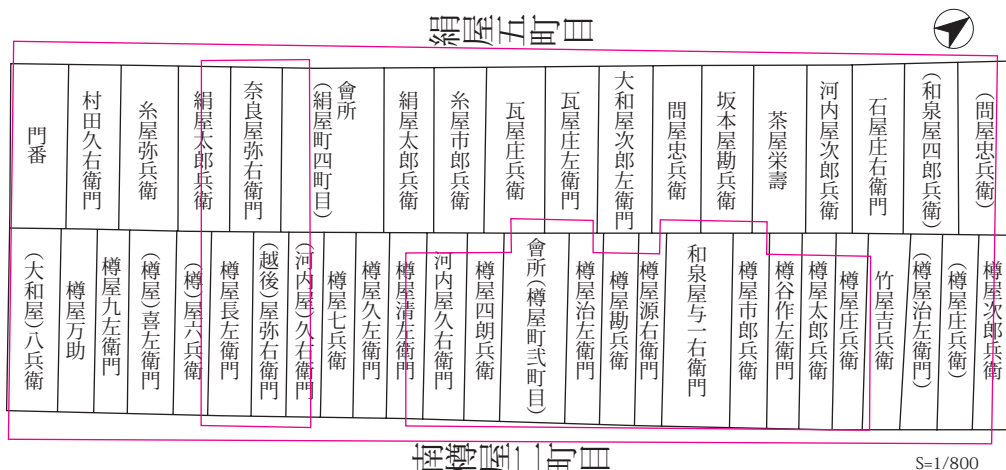 絹屋五町目
門番
村田久右衛門
糸屋弥兵衛
絹屋太郎兵衛
奈良屋弥右衛門
會所
(絹屋町四町目)
絹屋太郎兵衛
糸屋市郎兵衛
瓦屋庄兵衛
瓦屋庄左衛門
大和屋次郎左衛門
問屋忠兵衛
坂本屋勘兵衛
茶屋栄壽
河内屋次郎兵衛
石屋庄右衛門
(和泉屋四郎兵衛)
(問屋忠兵衛)
(大和屋)八兵衛
樽屋万助
樽屋九左衛門
(樽屋)喜左衛門
(樽)屋六兵衛
樽屋長左衛門
(越後)屋弥右衛門
(河内屋)久右衛門
樽屋七兵衛
樽屋久左衛門
樽屋清左衛門
河内屋久右衛門
樽屋四朗兵衛
會所(樽屋町弐町目)
樽屋治左衛門
樽屋勘兵衛
樽屋源右衛門
和泉屋与一右衛門
樽屋市郎兵衛
樽谷作左衛門
樽屋太郎兵衛
樽屋庄兵衛
竹屋吉兵衛
(樽屋治左衛門)
(樽屋庄兵衛)
樽屋次郎兵衛
南樽屋二町目
S=1/800